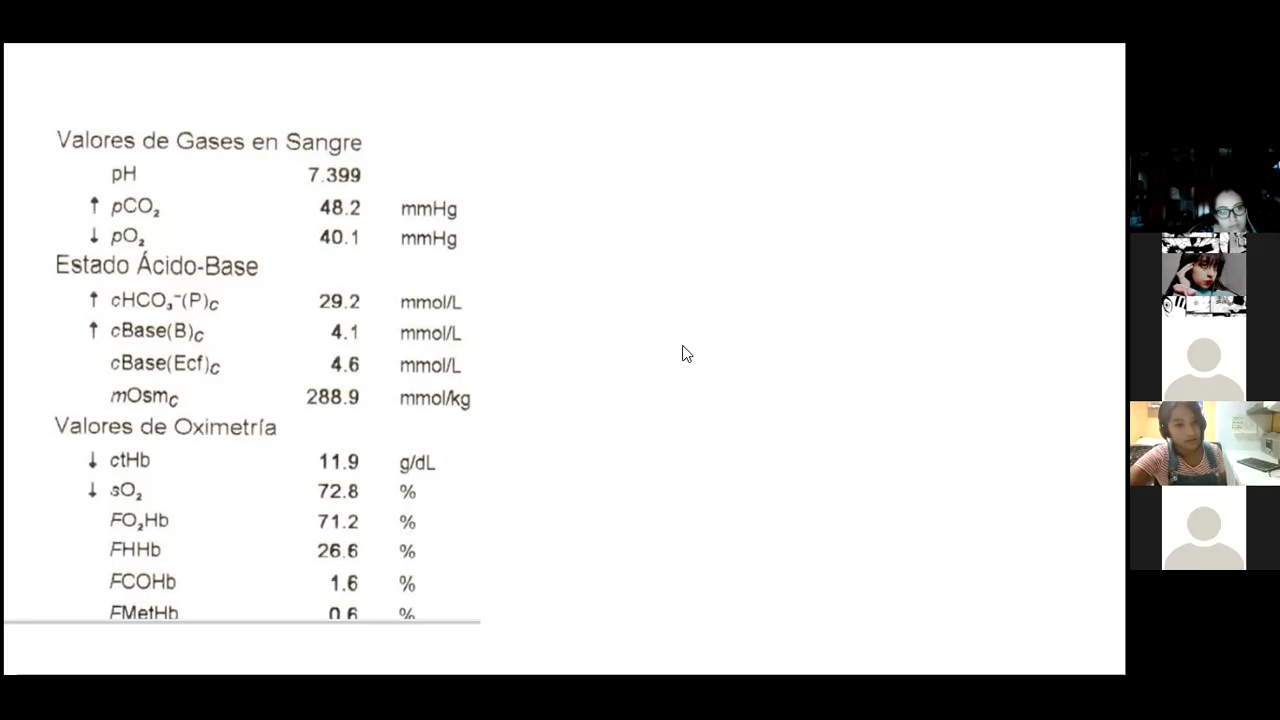 Valores de Gases en Sangre
pH 7.399
↑ pCO₂ 48.2 mmHg
↓ pO₂ 40.1 mmHg
Estado Ácido-Base
↑ cHCO₃⁻(P)c 29.2 mmol/L
↑ cBase(B)c 4.1 mmol/L
cBase(Ecf)c 4.6 mmol/L
mOsmc 288.9 mmol/kg
Valores de Oximetría
↓ ctHb 11.9 g/dL
↓ sO₂ 72.8 %
FO₂Hb 71.2 %
FHHb 26.6 %
FCOHb 1.6 %
FMetHb 0.6 %